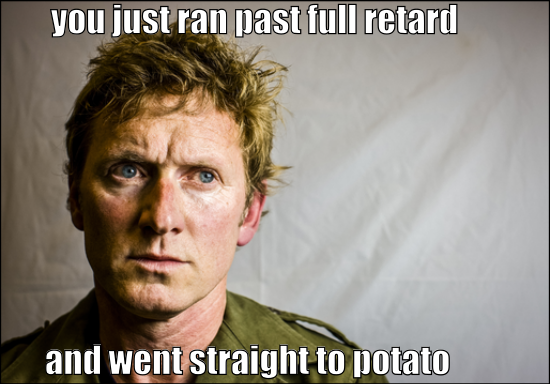 you just ran past full retard
and went straight to potato